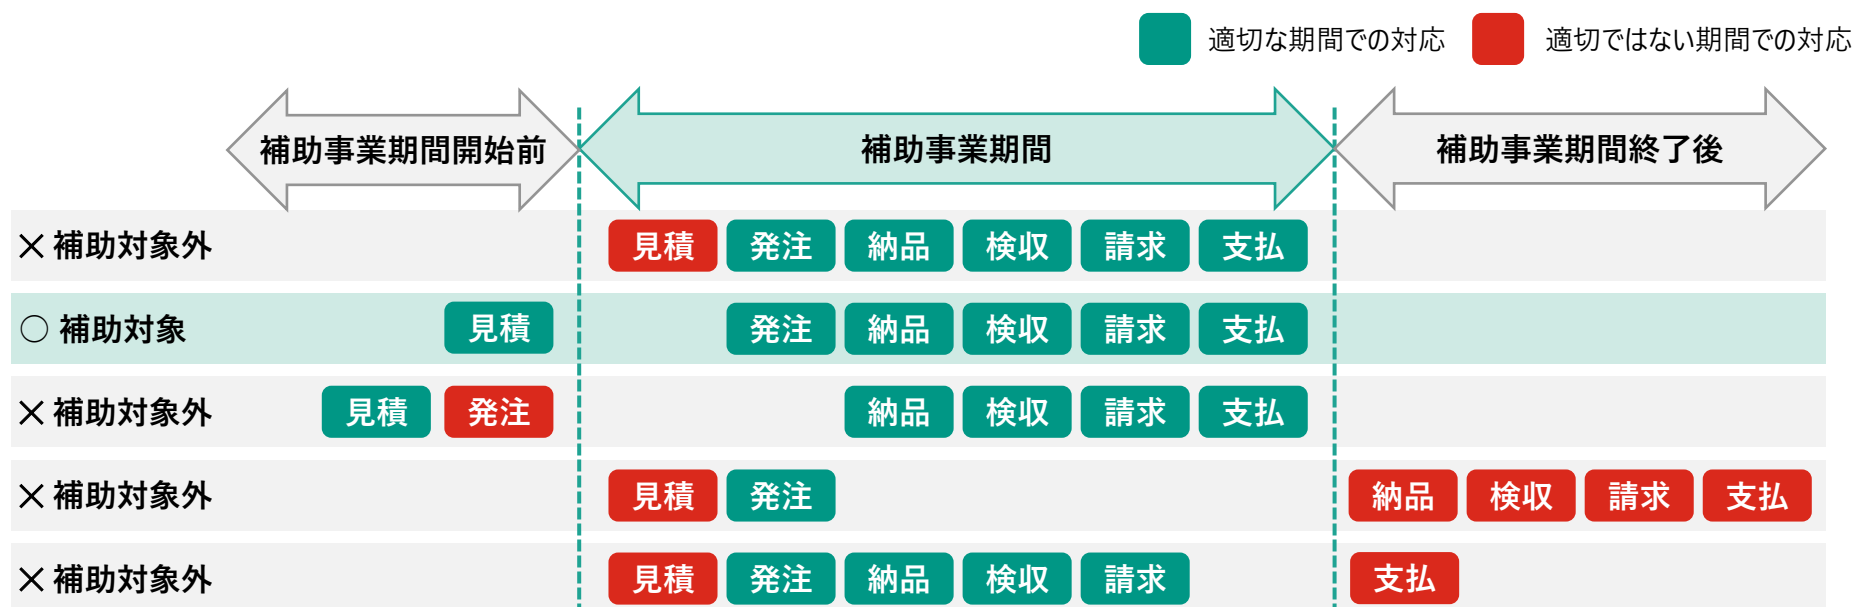 適切な期間での対応 適切ではない期間での対応
補助事業期間開始前 補助事業期間 補助事業期間終了後
× 補助対象外 見積 発注 納品 検収 請求 支払
○ 補助対象 見積 発注 納品 検収 請求 支払
× 補助対象外 見積 発注 納品 検収 請求 支払
× 補助対象外 見積 発注 納品 検収 請求 支払
× 補助対象外 見積 発注 納品 検収 請求 支払